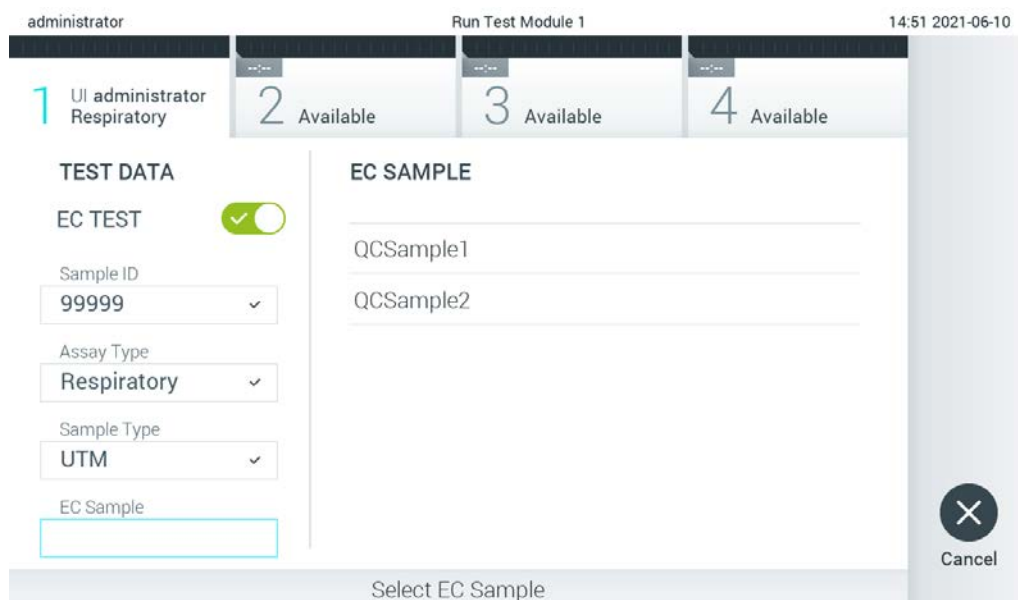 administrator
Run Test Module 1
14:51 2021-06-10
1
UI administrator
Respiratory
--:--
2 Available
--:--
3 Available
--:--
4 Available
TEST DATA
EC TEST
Sample ID
99999
Assay Type
Respiratory
Sample Type
UTM
EC Sample
EC SAMPLE
QCSample1
QCSample2
Cancel
Select EC Sample